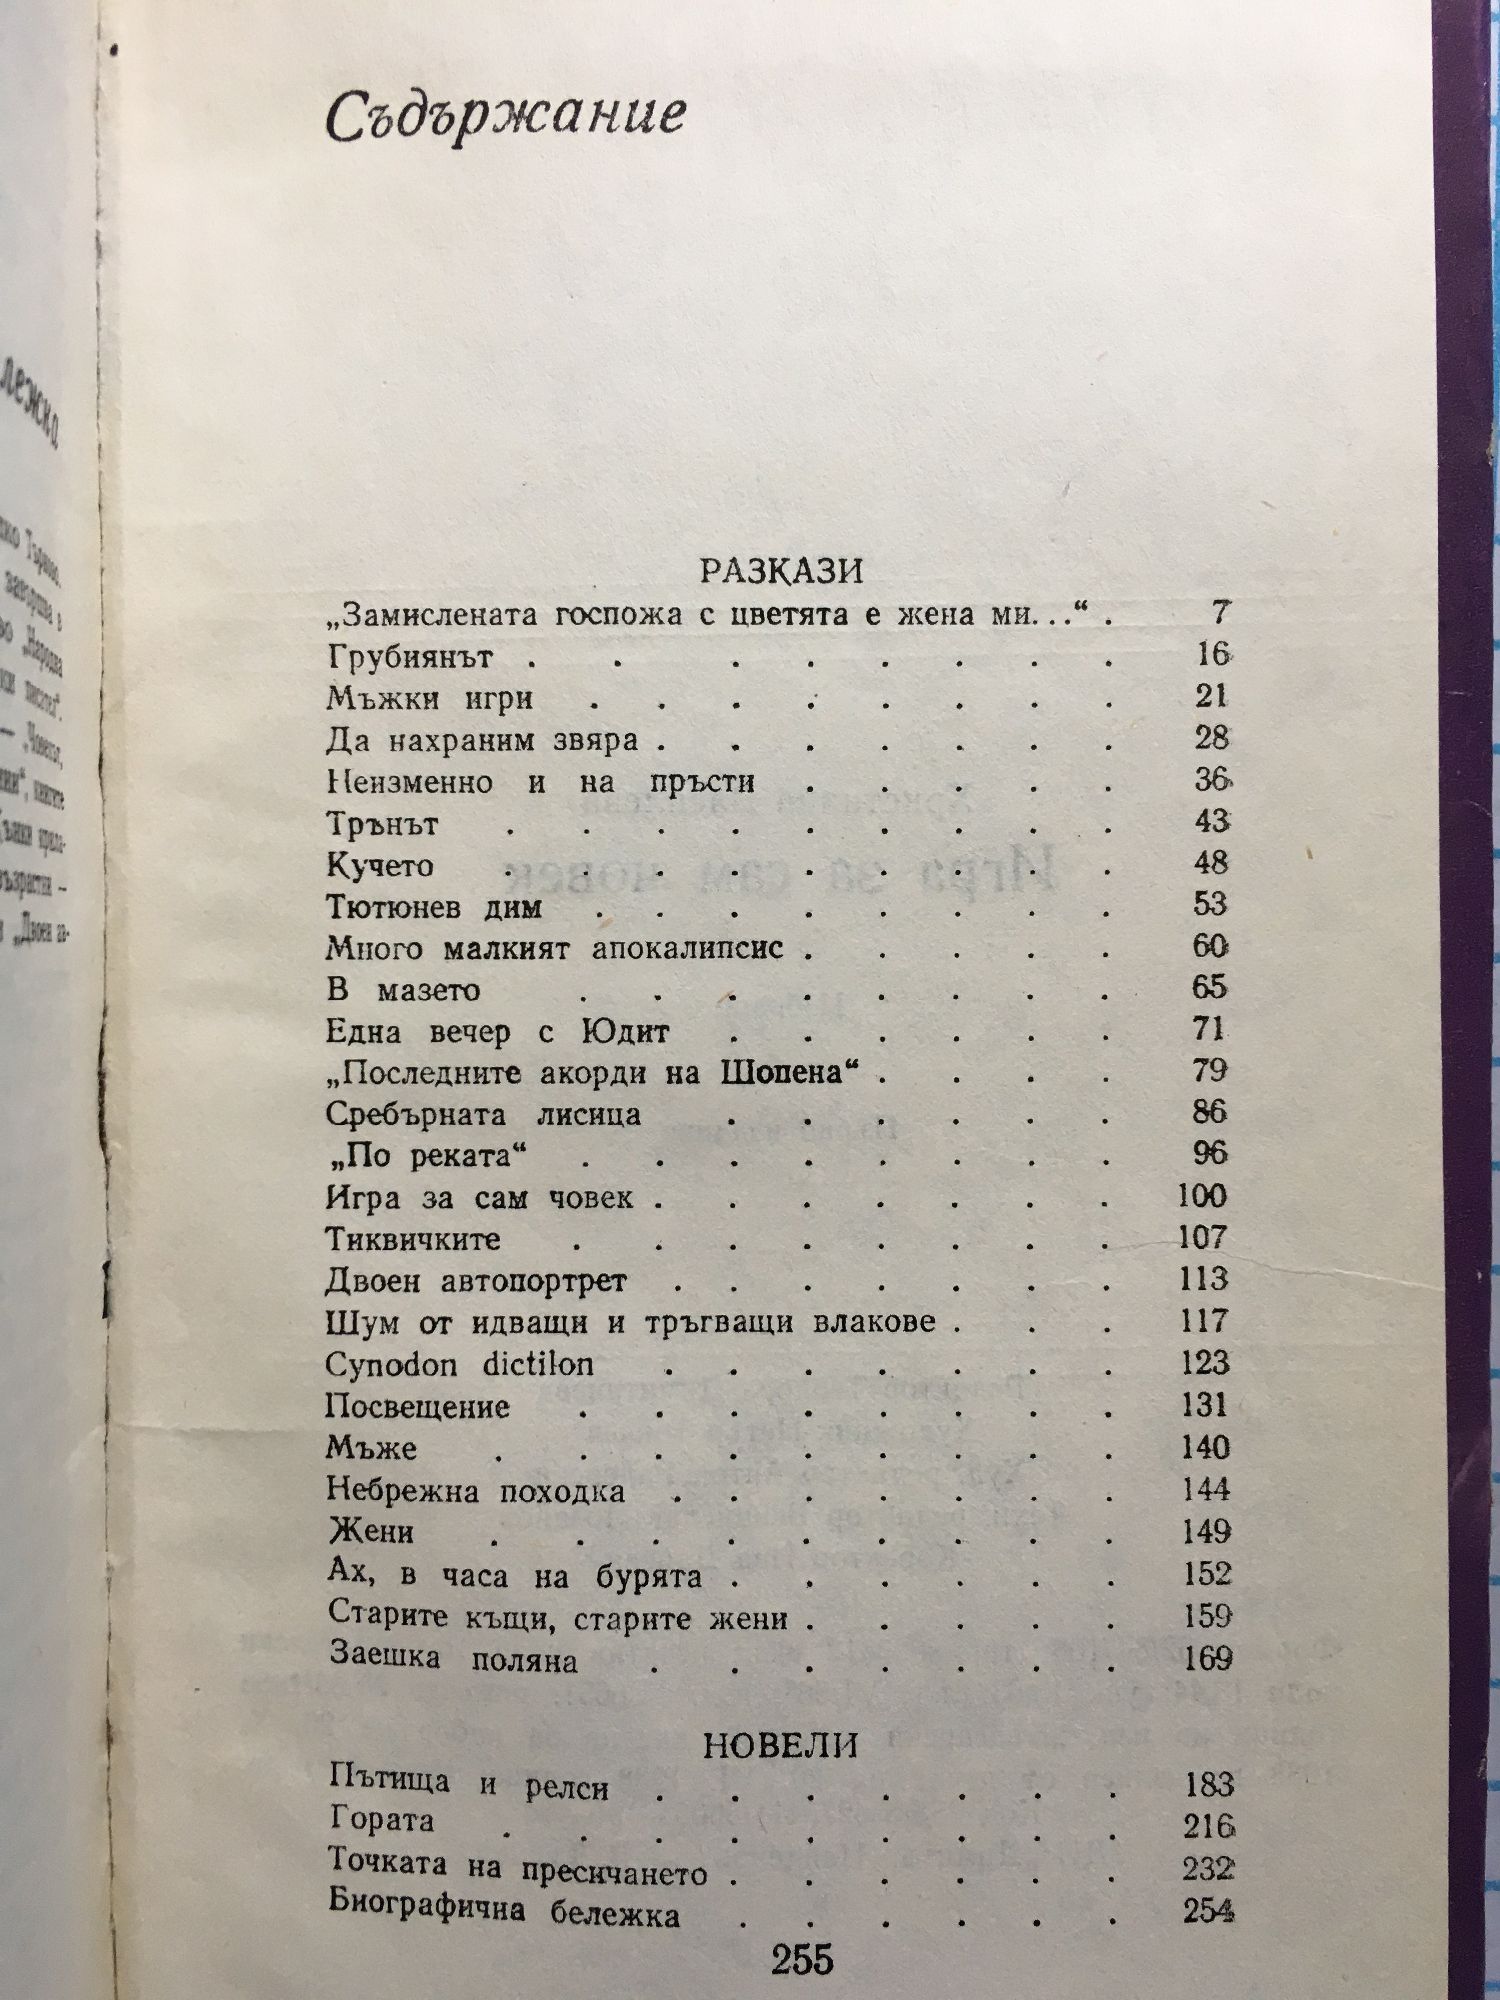 Съдържание
РАЗКАЗИ
„Замислената госпожа с цветята е жена ми...“ . 7
Грубиянът . . . . . . . . 16
Мъжки игри . . . . . . . . 21
Да нахраним звяра . . . . . . . 28
Неизменно и на пръсти . . . . . 36
Трънът . . . . . . . . . 43
Кучето . . . . . . . . . 48
Тютюнев дим . . . . . . . . 53
Много малкият апокалипсис . . . . . 60
В мазето . . . . . . . . 65
Една вечер с Юдит . . . . . . 71
„Последните акорди на Шопена“ . . . . 79
Сребърната лисица . . . . . . 86
„По реката“ . . . . . . . . 96
Игра за сам човек . . . . . . . 100
Тиквичките . . . . . . . . 107
Двоен автопортрет . . . . . . . 113
Шум от идващи и тръгващи влакове . . . 117
Cynodon dictilon . . . . . . . 123
Посвещение . . . . . . . . 131
Мъже . . . . . . . . . 140
Небрежна походка . . . . . . . 144
Жени . . . . . . . . . 149
Ах, в часа на бурята . . . . . . 152
Старите къщи, старите жени . . . . . 159
Заешка поляна . . . . . . . 169
НОВЕЛИ
Пътища и релси . . . . . . . 183
Гората . . . . . . . . . 216
Точката на пресичането . . . . . . 232
Биографична бележка . . . . . . 254
255